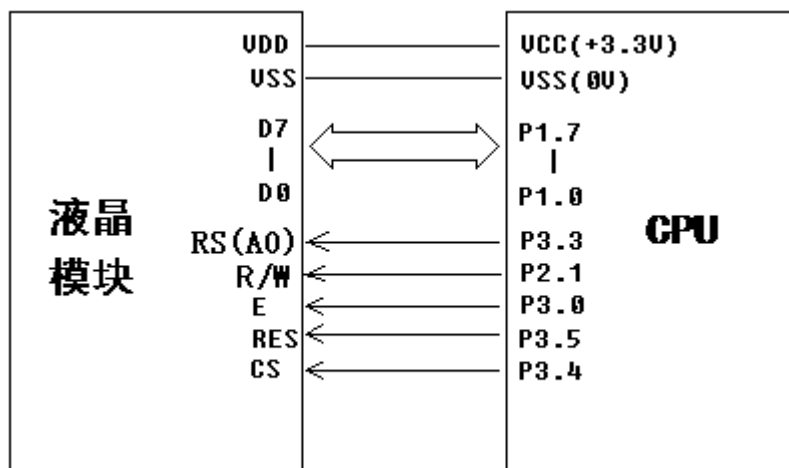 VDD VCC(+3.3V)
VSS VSS(0V)
D7 P1.7
D0 P1.0
液晶
模块
CPU
RS(A0) P3.3
R/W P2.1
E P3.0
RES P3.5
CS P3.4